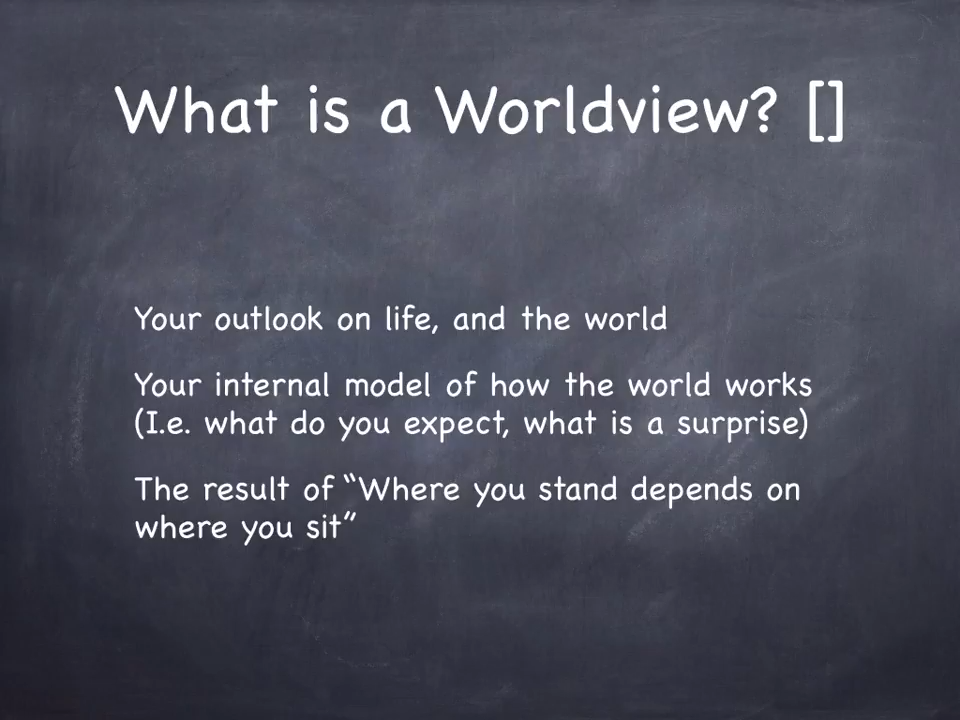 What is a Worldview? []
Your outlook on life, and the world
Your internal model of how the world works
(I.e. what do you expect, what is a surprise)
The result of “Where you stand depends on
where you sit”